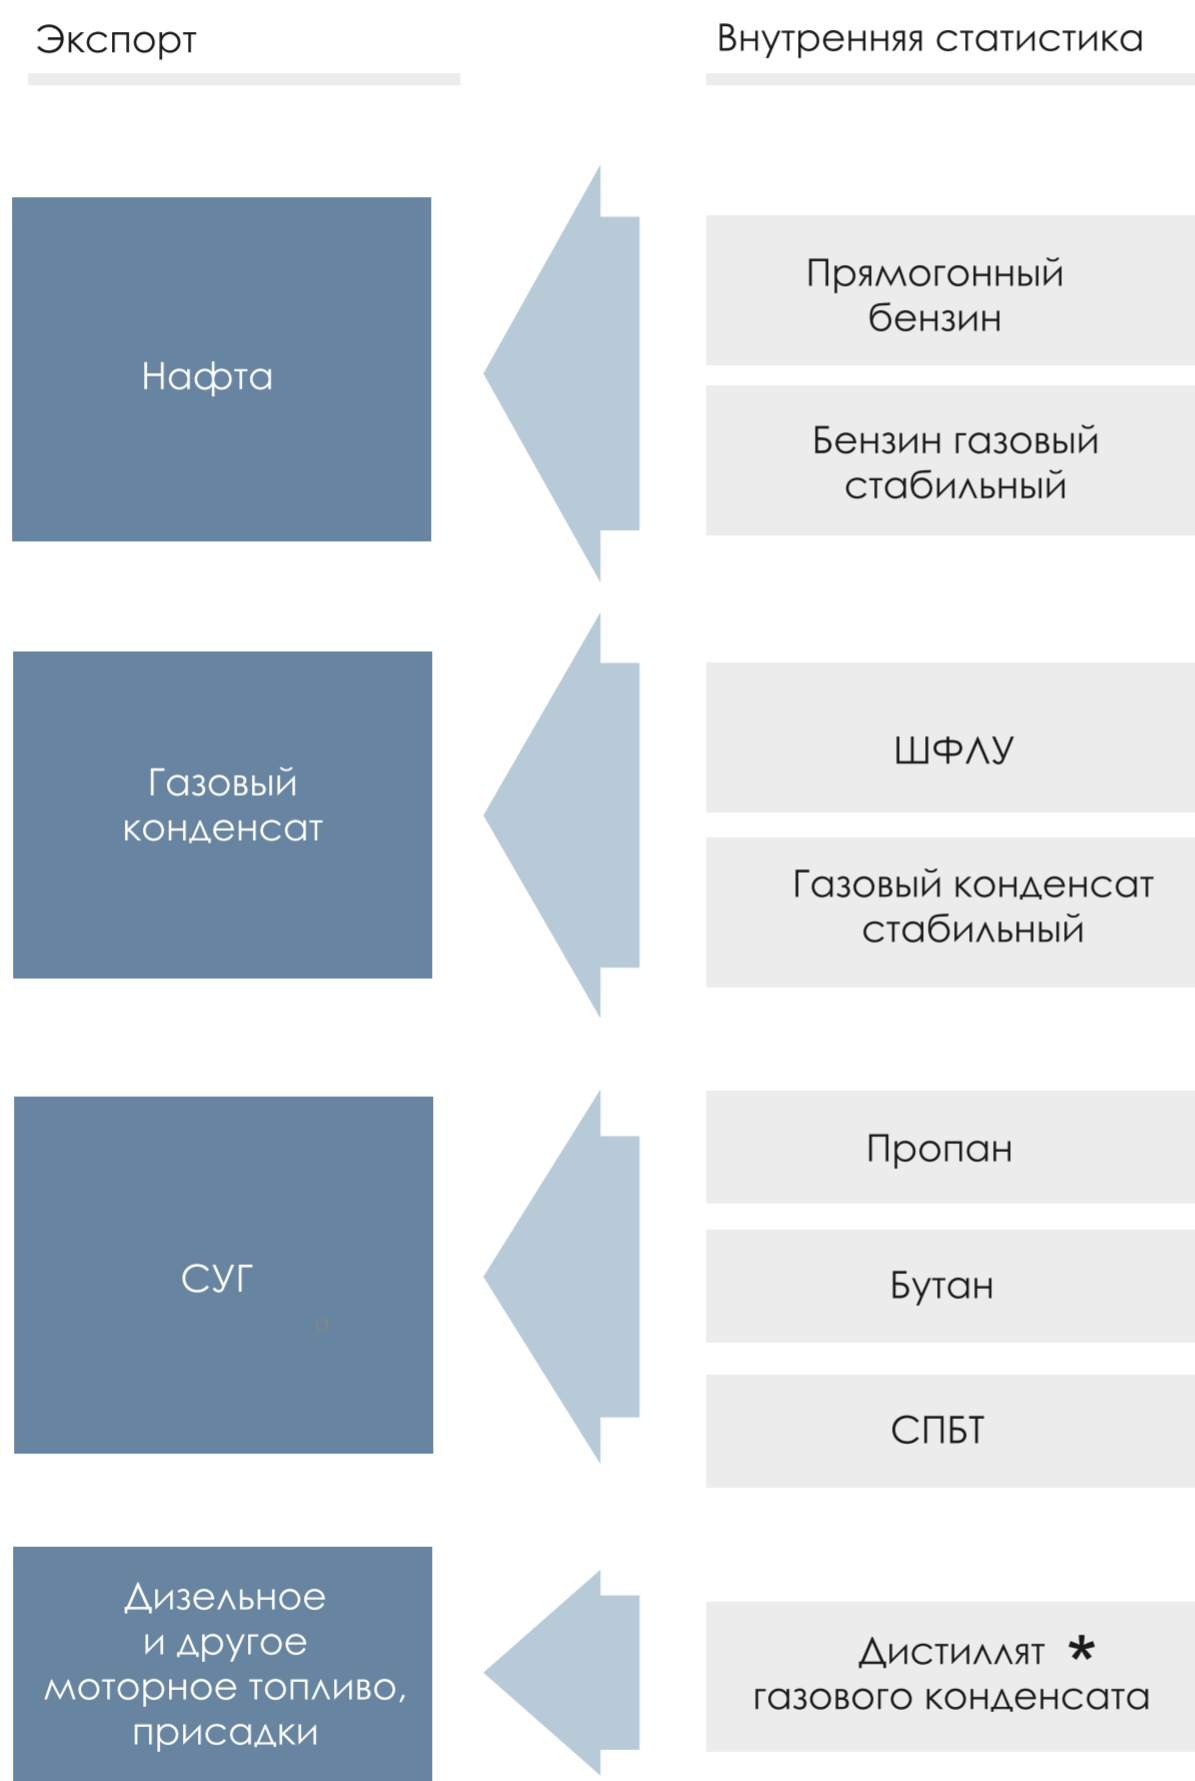 Экспорт
Внутренняя статистика
Нафта
Прямогонный
бензин
Бензин газовый
стабильный
Газовый
конденсат
ШФЛУ
Газовый конденсат
стабильный
СУГ
a
Пропан
Бутан
СПБТ
Дизельное
и другое
моторное топливо,
присадки
Дистиллят *
газового конденсата